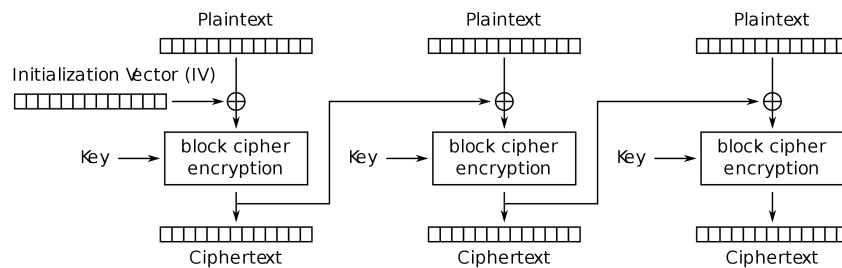 Plaintext
Plaintext
Plaintext
Initialization Vector (IV)
Key
block cipher
encryption
Key
block cipher
encryption
Key
block cipher
encryption
Ciphertext
Ciphertext
Ciphertext